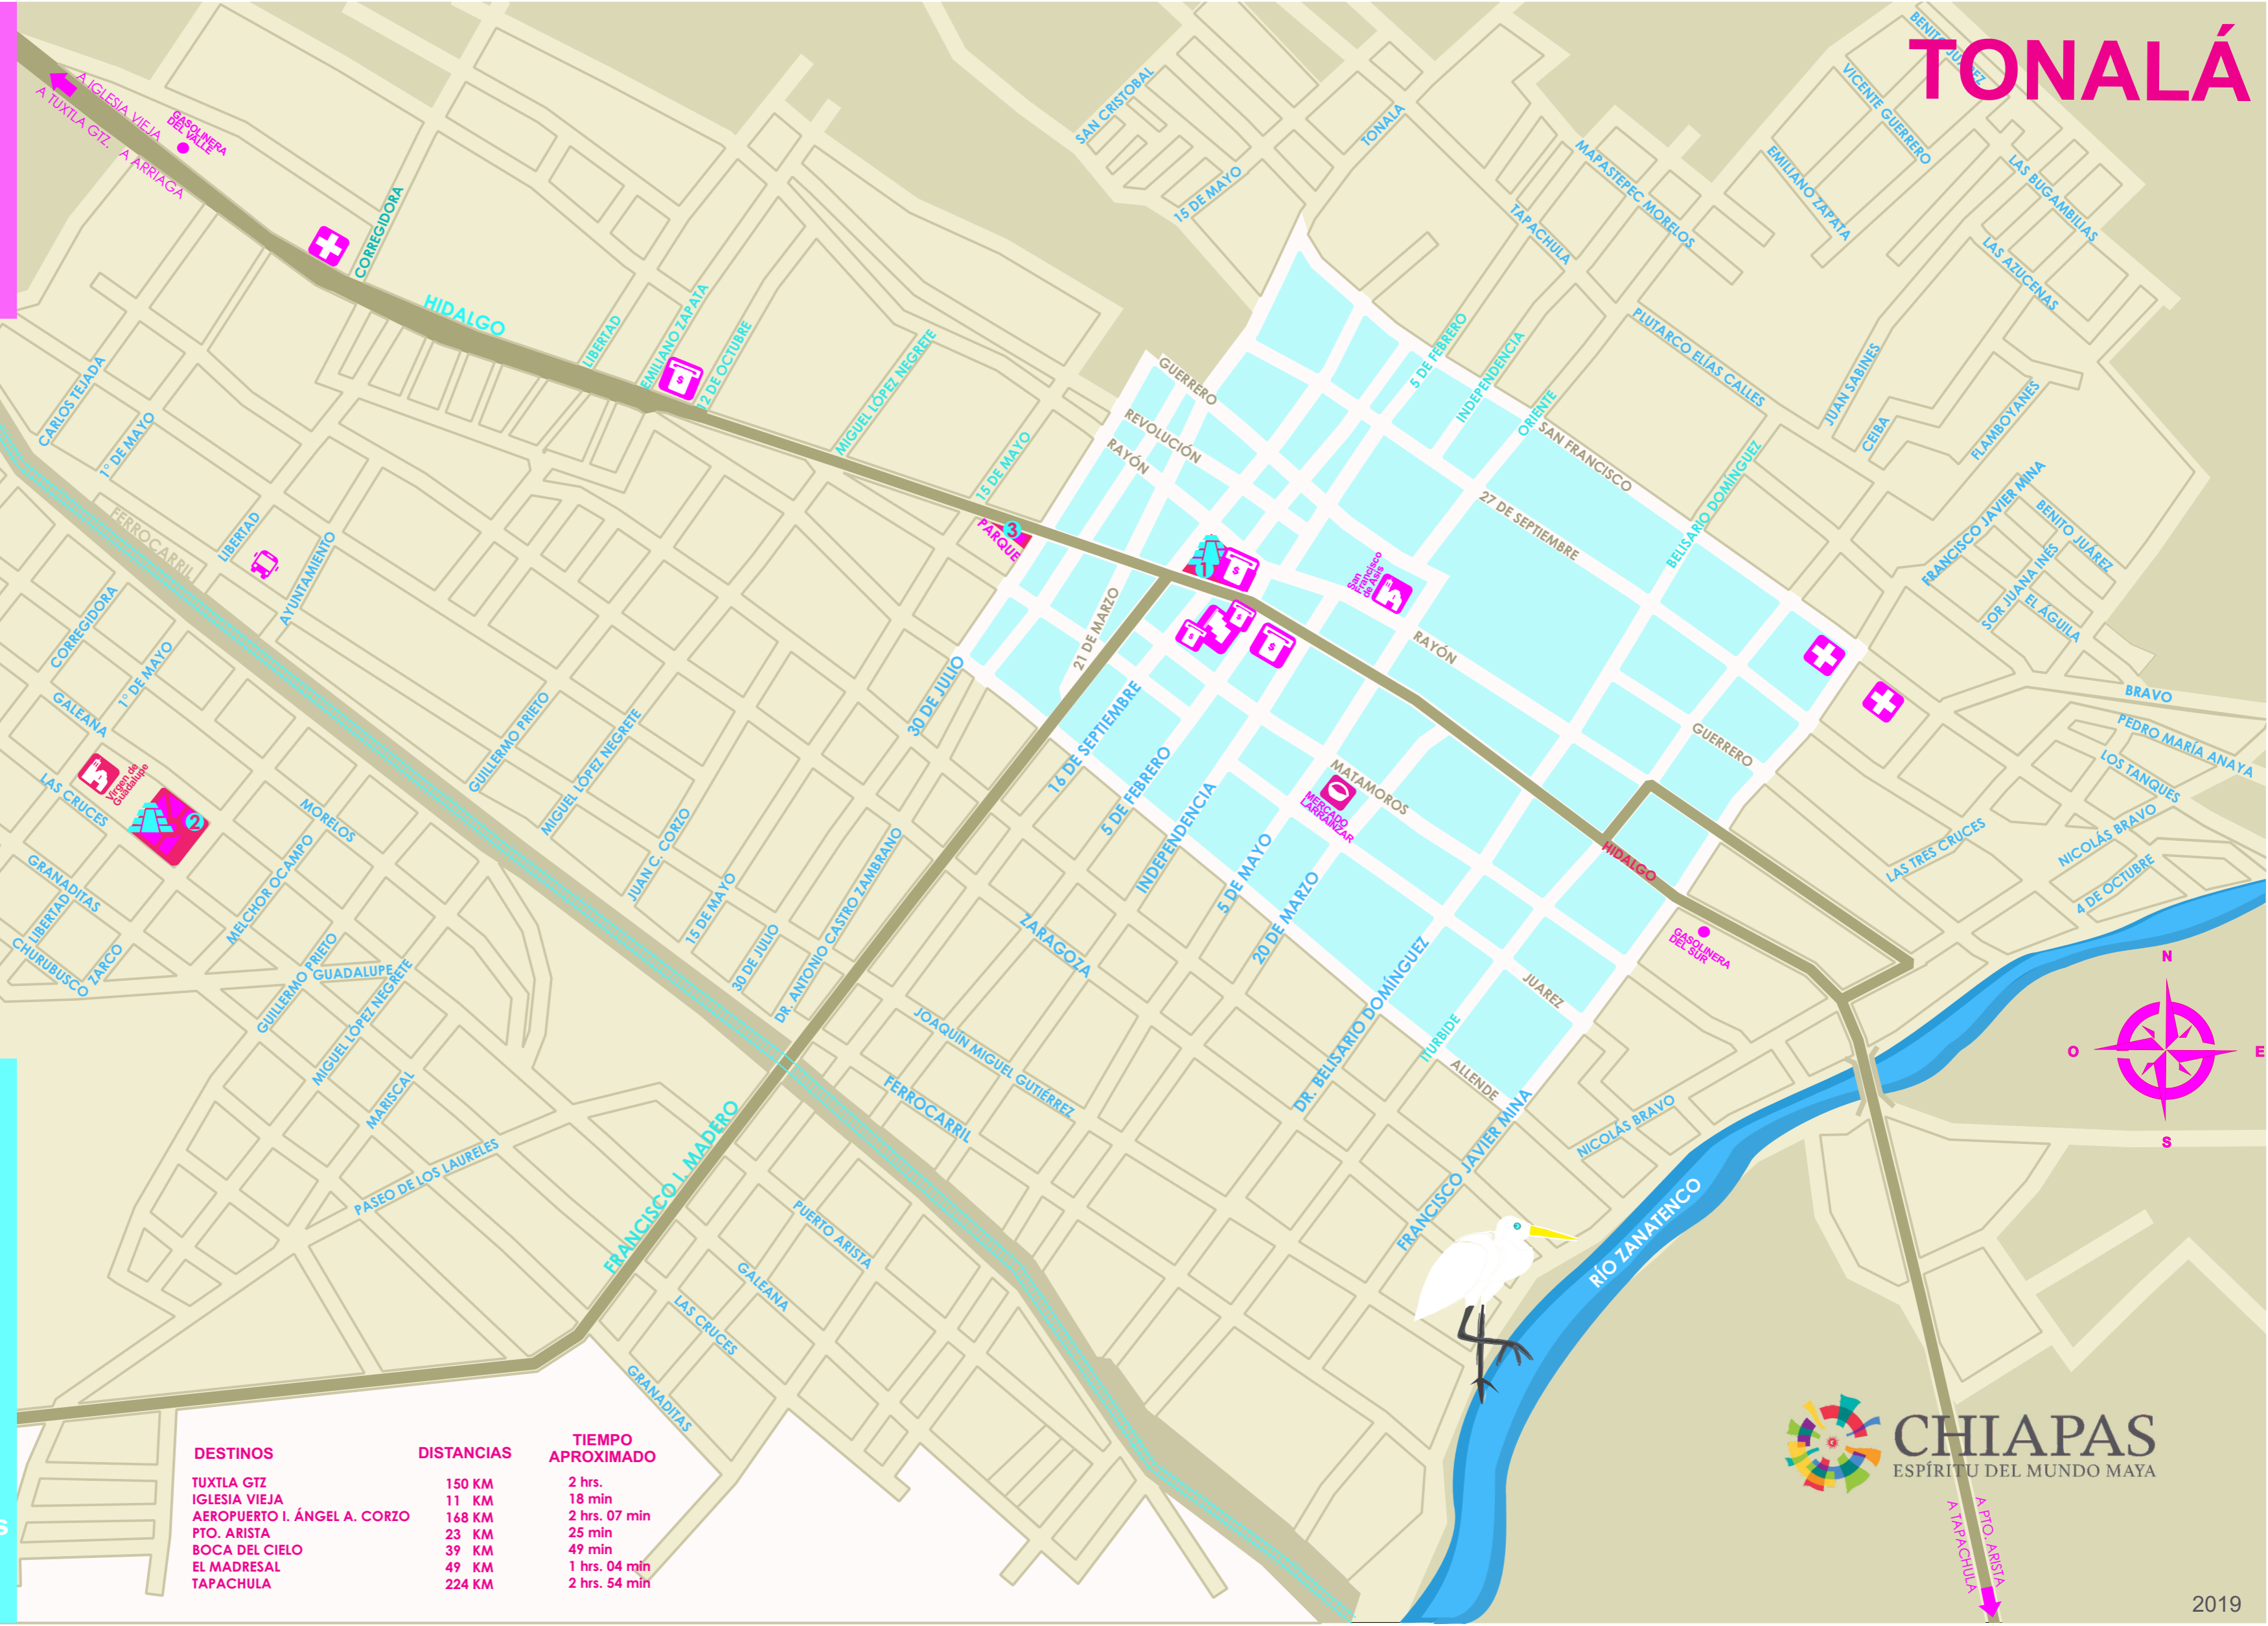 TONALÁ
A IGLESIA VIEJA
A TUXTLA GTZ.
A ARRIAGA
GASOLINERA
DEL VALLE
CORREGIDORA
HIDALGO
LIBERTAD
EMILIANO ZAPATA
12 DE OCTUBRE
MIGUEL LÓPEZ NEGRETE
15 DE MAYO
PARQUE
3
SAN CRISTOBAL
15 DE MAYO
TONALA
TAPACHULA
MAPASTEPEC MORELOS
BENITO JUÁREZ
VICENTE GUERRERO
EMILIANO ZAPATA
LAS BUGAMBILIAS
LAS AZUCENAS
PLUTARCO ELÍAS CALLES
JUAN SABINES
CEIBA
FLAMBOYANES
FRANCISCO JAVIER MINA
BENITO JUÁREZ
SOR JUANA INÉS
EL AGUILA
BRAVO
PEDRO MARÍA ANAYA
LOS TANQUES
NICOLÁS BRAVO
LAS TRES CRUCES
4 DE OCTUBRE
GUERRERO
REVOLUCIÓN
RAYÓN
5 DE FEBRERO
INDEPENDENCIA
ORIENTE
SAN FRANCISCO
27 DE SEPTIEMBRE
BELISARIO DOMÍNGUEZ
1
San
Francisco
de Asís
RAYÓN
GUERRERO
21 DE MARZO
MATAMOROS
MERCADO
LARRAINZAR
HIDALGO
GASOLINERA
DEL SUR
JUAREZ
ITURBIDE
ALLENDE
CARLOS TEJADA
1° DE MAYO
FERROCARRIL
LIBERTAD
AYUNTAMIENTO
CORREGIDORA
1° DE MAYO
GALEANA
LAS CRUCES
Virgen de
Guadalupe
2
GRANADITAS
LIBERTAD
CHURUBUSCO
ZARCO
MORELOS
MELCHOR OCAMPO
GUILLERMO PRIETO
GUADALUPE
MIGUEL LÓPEZ NEGRETE
MARISCAL
PASEO DE LOS LAURELES
GUILLERMO PRIETO
MIGUEL LÓPEZ NEGRETE
JUAN C. CORZO
15 DE MAYO
30 DE JULIO
DR. ANTONIO CASTRO ZAMBRANO
30 DE JULIO
16 DE SEPTIEMBRE
5 DE FEBRERO
INDEPENDENCIA
5 DE MAYO
20 DE MARZO
DR. BELISARIO DOMÍNGUEZ
FRANCISCO JAVIER MINA
NICOLÁS BRAVO
ZARAGOZA
JOAQUÍN MIGUEL GUTIÉRREZ
FERROCARRIL
FRANCISCO I. MADERO
PUERTO ARISTA
GALEANA
LAS CRUCES
GRANADITAS
RÍO ZANATENCO
N
O
E
S
DESTINOS DISTANCIAS TIEMPO APROXIMADO
TUXTLA GTZ 150 KM 2 hrs.
IGLESIA VIEJA 11 KM 18 min
AEROPUERTO I. ÁNGEL A. CORZO 168 KM 2 hrs. 07 min
PTO. ARISTA 23 KM 25 min
BOCA DEL CIELO 39 KM 49 min
EL MADRESAL 49 KM 1 hrs. 04 min
TAPACHULA 224 KM 2 hrs. 54 min
S
CHIAPAS
ESPÍRITU DEL MUNDO MAYA
A PTO. ARISTA
A TAPACHULA
2019